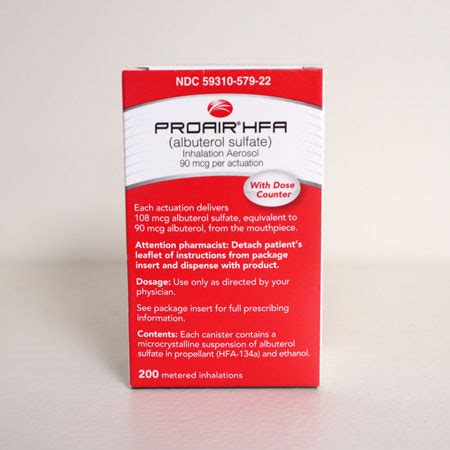 NDC 59310-579-22
PROAIR® HFA
(albuterol sulfate)
Inhalation Aerosol
90 mcg per actuation
With Dose
Counter
Each actuation delivers
108 mcg albuterol sulfate, equivalent to
90 mcg albuterol, from the mouthpiece.
Attention pharmacist: Detach patient's
leaflet of instructions from package
insert and dispense with product.
Dosage: Use only as directed by your
physician.
See package insert for full prescribing
information.
Contents: Each canister contains a
microcrystalline suspension of albuterol
sulfate in propellant (HFA-134a) and ethanol.
200 metered inhalations